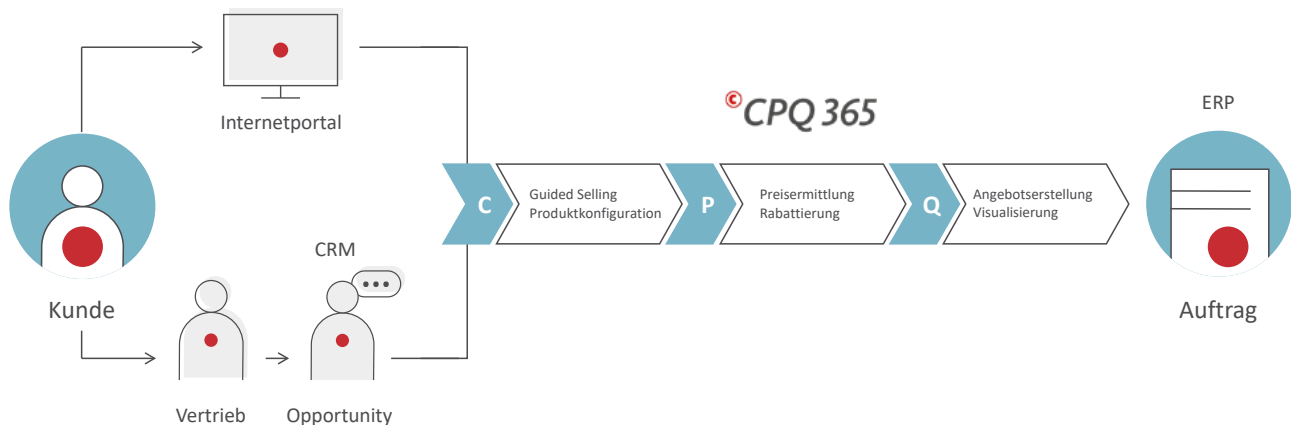 Internetportal
Kunde
CRM
Vertrieb
Opportunity
©CPQ 365
C
Guided Selling
Produktkonfiguration
P
Preisermittlung
Rabattierung
Q
Angebotserstellung
Visualisierung
ERP
Auftrag